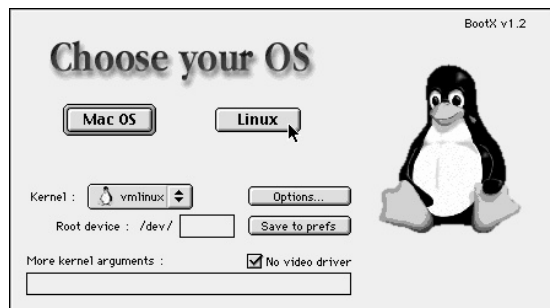 BootX v1.2
Choose your OS
Mac OS Linux
Kernel : vmlinux Options...
Root device : /dev/ Save to prefs
More kernel arguments : No video driver